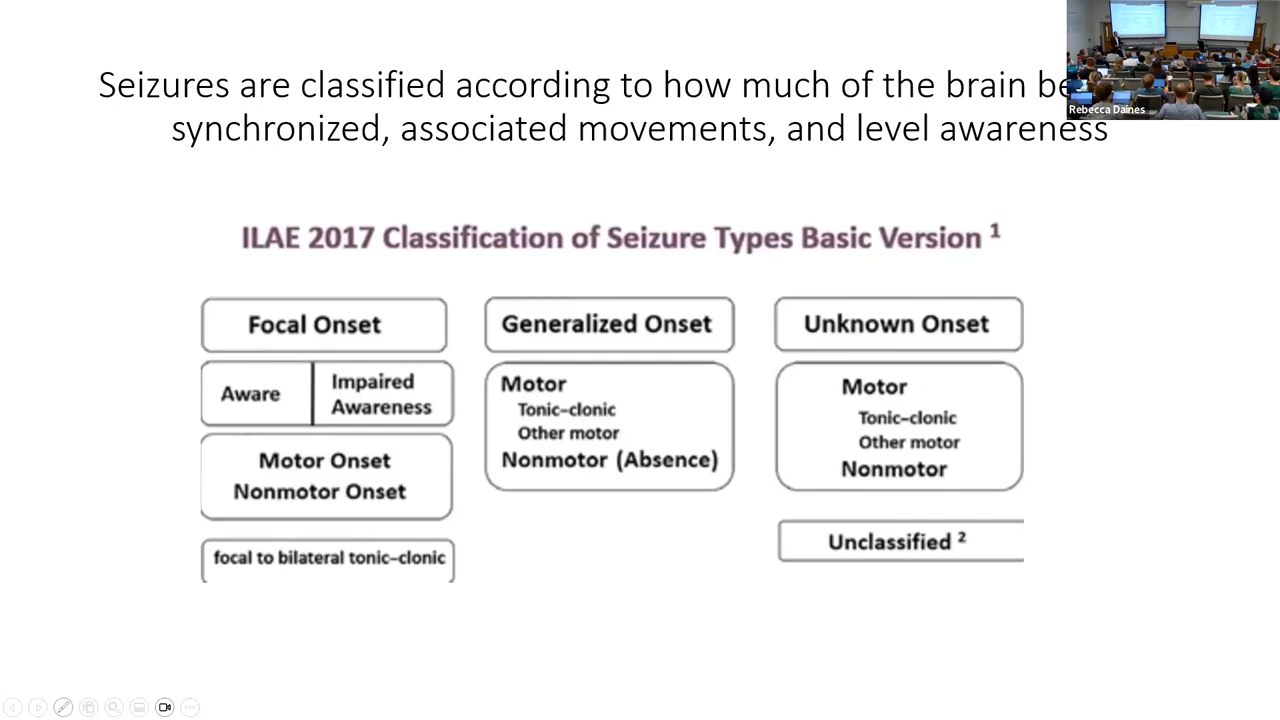 Seizures are classified according to how much of the brain
synchronized, associated movements, and level awareness
Rebecca Daines
ILAE 2017 Classification of Seizure Types Basic Version ¹
Focal Onset
Aware
Impaired
Awareness
Motor Onset
Nonmotor Onset
focal to bilateral tonic–clonic
Generalized Onset
Motor
Tonic–clonic
Other motor
Nonmotor (Absence)
Unknown Onset
Motor
Tonic–clonic
Other motor
Nonmotor
Unclassified ²